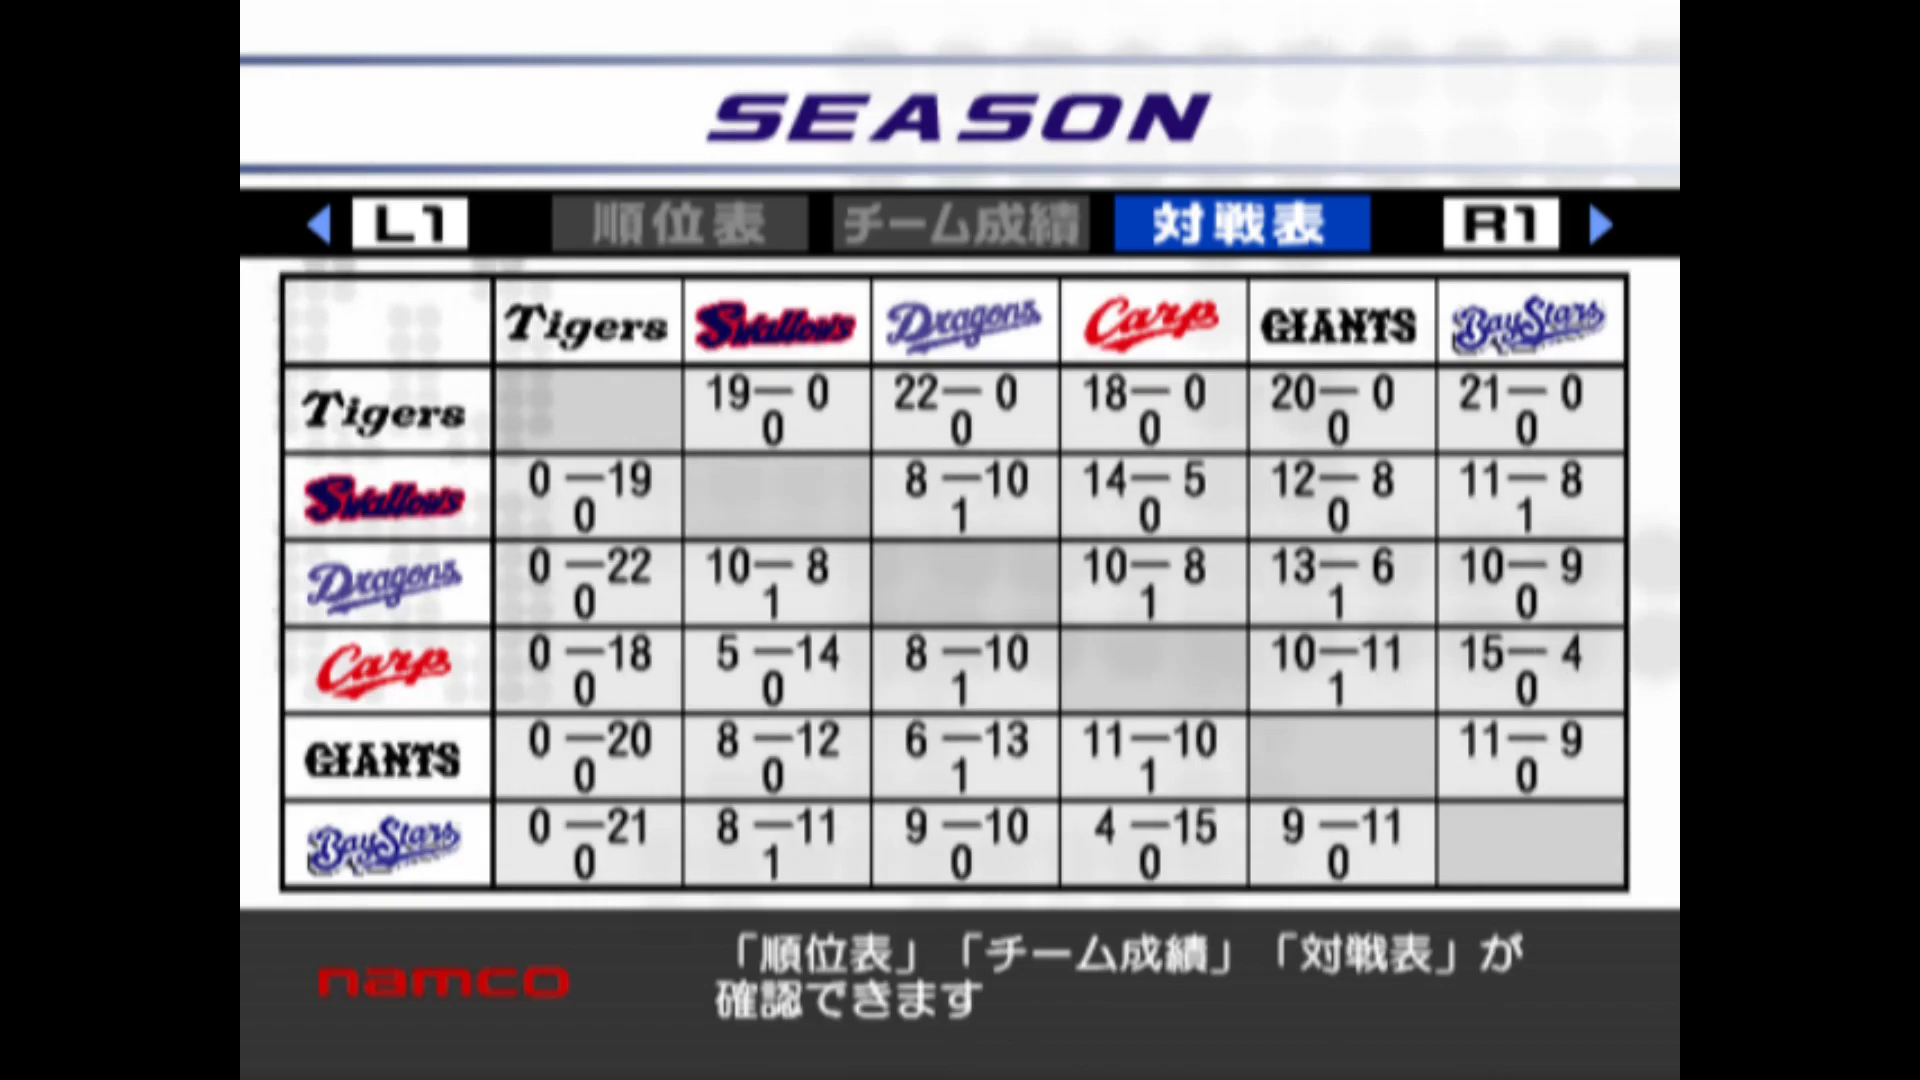 SEASON
L1 順位表 チーム成績 対戦表 R1
Tigers Swallows Dragons Carp GIANTS BayStars
Tigers 19— 0 22— 0 18— 0 20— 0 21— 0
0 0 0 0 0
Swallows 0 —19 8 —10 14— 5 12— 8 11— 8
0 1 0 0 1
Dragons 0 —22 10— 8 10— 8 13— 6 10— 9
0 1 1 1 0
Carp 0 —18 5 —14 8 —10 10—11 15— 4
0 0 1 1 0
GIANTS 0 —20 8 —12 6 —13 11—10 11— 9
0 0 1 1 0
BayStars 0 —21 8 —11 9 —10 4 —15 9 —11
0 1 0 0 0
namco
「順位表」「チーム成績」「対戦表」が
確認できます